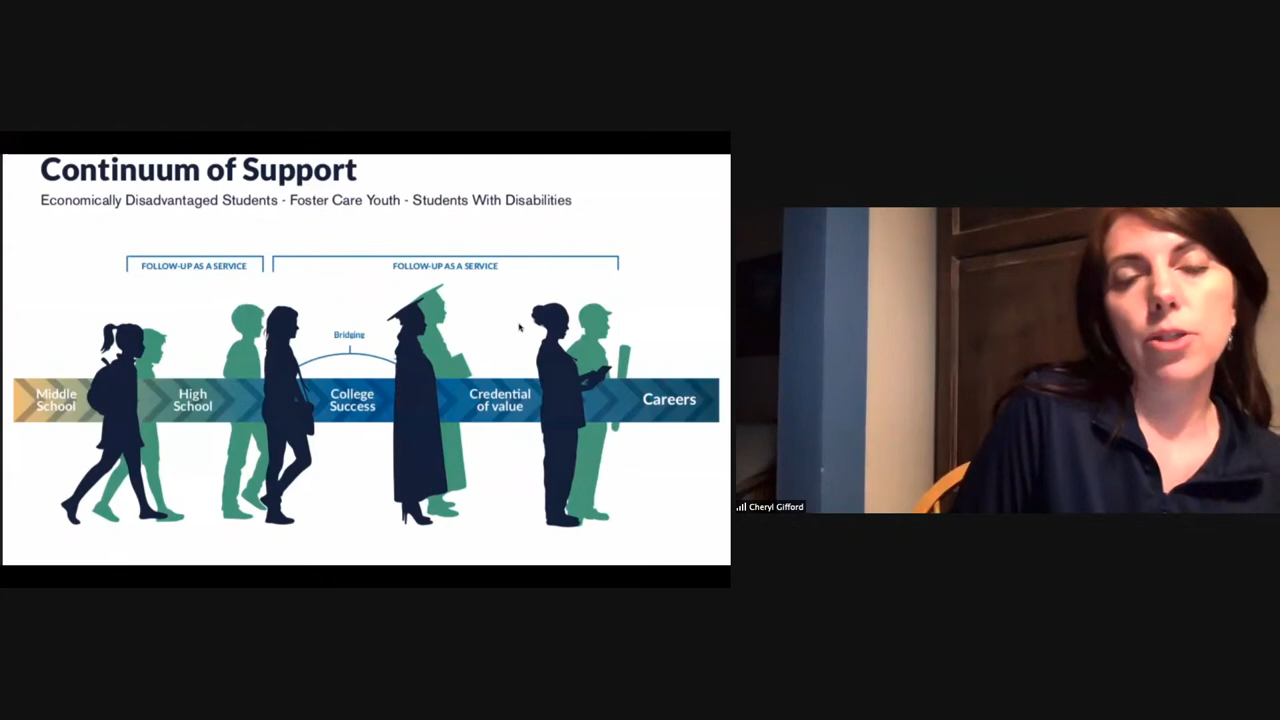 Continuum of Support
Economically Disadvantaged Students - Foster Care Youth - Students With Disabilities
FOLLOW-UP AS A SERVICE
FOLLOW-UP AS A SERVICE
Bridging
Middle
School
High
School
College
Success
Credential
of value
Careers
Cheryl Gifford